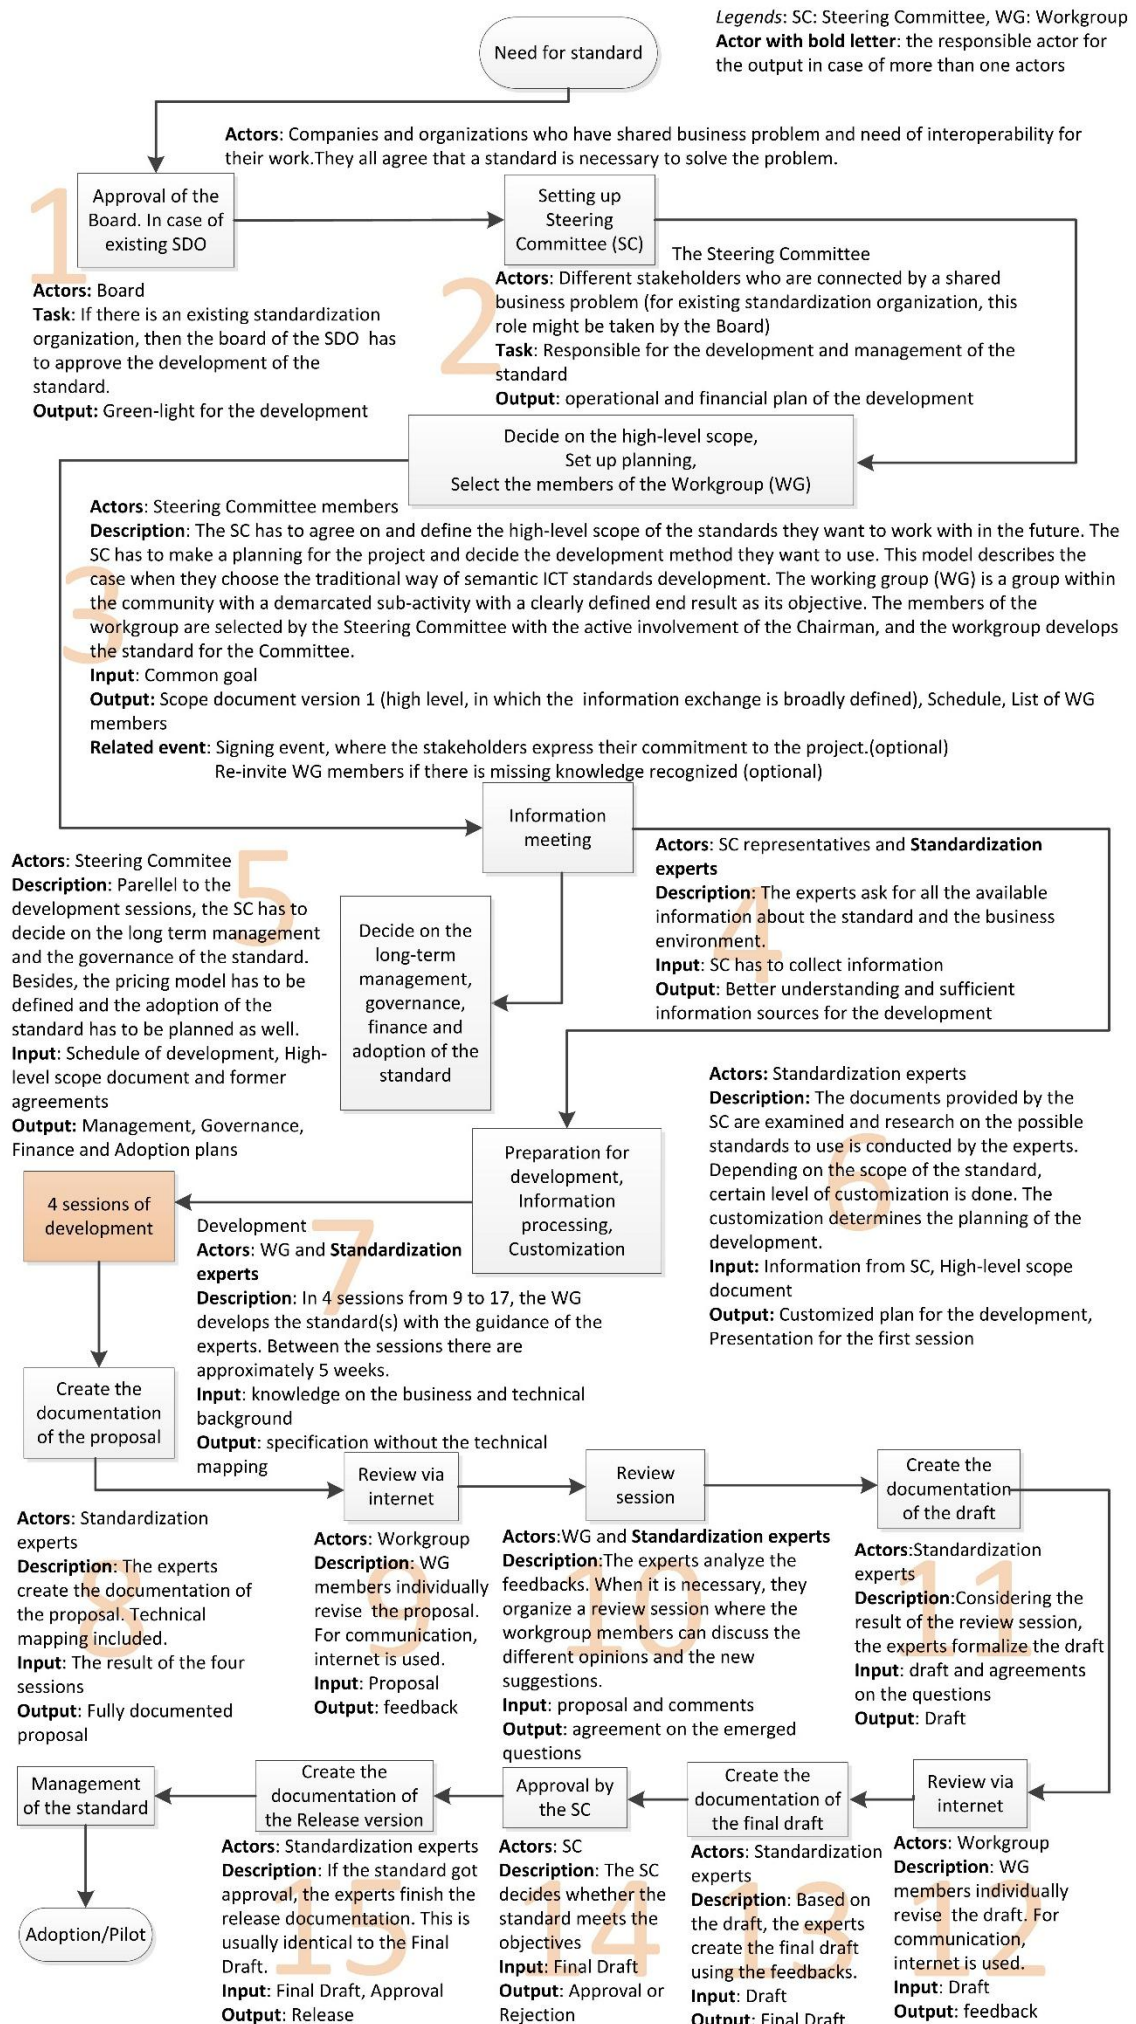 Legends: SC: Steering Committee, WG: Workgroup
Actor with bold letter: the responsible actor for
the output in case of more than one actors
Need for standard
Actors: Companies and organizations who have shared business problem and need of interoperability for
their work.They all agree that a standard is necessary to solve the problem.
1
Approval of the
Board. In case of
existing SDO
Actors: Board
Task: If there is an existing standardization
organization, then the board of the SDO has
to approve the development of the
standard.
Output: Green-light for the development
Setting up
Steering
Committee (SC)
2
The Steering Committee
Actors: Different stakeholders who are connected by a shared
business problem (for existing standardization organization, this
role might be taken by the Board)
Task: Responsible for the development and management of the
standard
Output: operational and financial plan of the development
Decide on the high-level scope,
Set up planning,
Select the members of the Workgroup (WG)
3
Actors: Steering Committee members
Description: The SC has to agree on and define the high-level scope of the standards they want to work with in the future. The
SC has to make a planning for the project and decide the development method they want to use. This model describes the
case when they choose the traditional way of semantic ICT standards development. The working group (WG) is a group within
the community with a demarcated sub-activity with a clearly defined end result as its objective. The members of the
workgroup are selected by the Steering Committee with the active involvement of the Chairman, and the workgroup develops
the standard for the Committee.
Input: Common goal
Output: Scope document version 1 (high level, in which the information exchange is broadly defined), Schedule, List of WG
members
Related event: Signing event, where the stakeholders express their commitment to the project.(optional)
Re-invite WG members if there is missing knowledge recognized (optional)
Information
meeting
4
Actors: SC representatives and Standardization
experts
Description: The experts ask for all the available
information about the standard and the business
environment.
Input: SC has to collect information
Output: Better understanding and sufficient
information sources for the development
5
Actors: Steering Commitee
Description: Parellel to the
development sessions, the SC has to
decide on the long term management
and the governance of the standard.
Besides, the pricing model has to be
defined and the adoption of the
standard has to be planned as well.
Input: Schedule of development, High-
level scope document and former
agreements
Output: Management, Governance,
Finance and Adoption plans
Decide on the
long-term
management,
governance,
finance and
adoption of the
standard
6
Actors: Standardization experts
Description: The documents provided by the
SC are examined and research on the possible
standards to use is conducted by the experts.
Depending on the scope of the standard,
certain level of customization is done. The
customization determines the planning of the
development.
Input: Information from SC, High-level scope
document
Output: Customized plan for the development,
Presentation for the first session
Preparation for
development,
Information
processing,
Customization
4 sessions of
development
7
Development
Actors: WG and Standardization
experts
Description: In 4 sessions from 9 to 17, the WG
develops the standard(s) with the guidance of the
experts. Between the sessions there are
approximately 5 weeks.
Input: knowledge on the business and technical
background
Output: specification without the technical
mapping
Create the
documentation
of the proposal
8
Actors: Standardization
experts
Description: The experts
create the documentation of
the proposal. Technical
mapping included.
Input: The result of the four
sessions
Output: Fully documented
proposal
Review via
internet
9
Actors: Workgroup
Description: WG
members individually
revise the proposal.
For communication,
internet is used.
Input: Proposal
Output: feedback
Review
session
10
Actors:WG and Standardization experts
Description:The experts analyze the
feedbacks. When it is necessary, they
organize a review session where the
workgroup members can discuss the
different opinions and the new
suggestions.
Input: proposal and comments
Output: agreement on the emerged
questions
Create the
documentation
of the draft
11
Actors:Standardization
experts
Description:Considering the
result of the review session,
the experts formalize the draft
Input: draft and agreements
on the questions
Output: Draft
Review via
internet
12
Actors: Workgroup
Description: WG
members individually
revise the draft. For
communication,
internet is used.
Input: Draft
Output: feedback
Create the
documentation of
the final draft
13
Actors: Standardization
experts
Description: Based on
the draft, the experts
create the final draft
using the feedbacks.
Input: Draft
Output: Final Draft
Approval by
the SC
14
Actors: SC
Description: The SC
decides whether the
standard meets the
objectives
Input: Final Draft
Output: Approval or
Rejection
Create the
documentation of
the Release version
15
Actors: Standardization experts
Description: If the standard got
approval, the experts finish the
release documentation. This is
usually identical to the Final
Draft.
Input: Final Draft, Approval
Output: Release
Management
of the standard
Adoption/Pilot